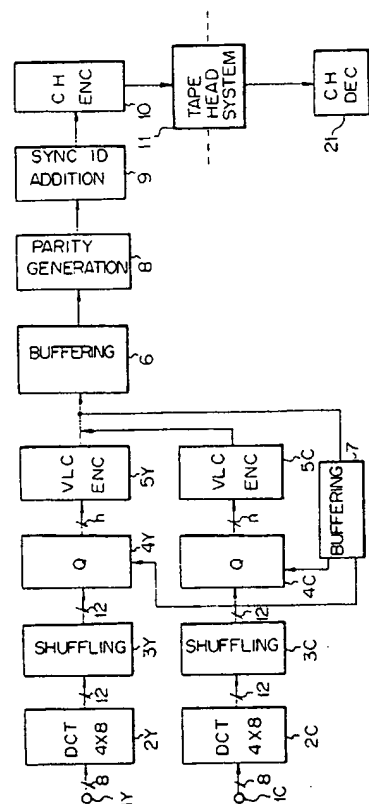 1Y
8
DCT
4X8
2Y
12
SHUFFLING
3Y
12
Q
4Y
n
VLC
ENC
5Y
BUFFERING
6
PARITY
GENERATION
8
SYNC ID
ADDITION
9
CH
ENC
10
TAPE
HEAD
SYSTEM
11
CH
DEC
21
1C
8
DCT
4X8
2C
12
SHUFFLING
3C
12
Q
4C
n
VLC
ENC
5C
BUFFERING
7